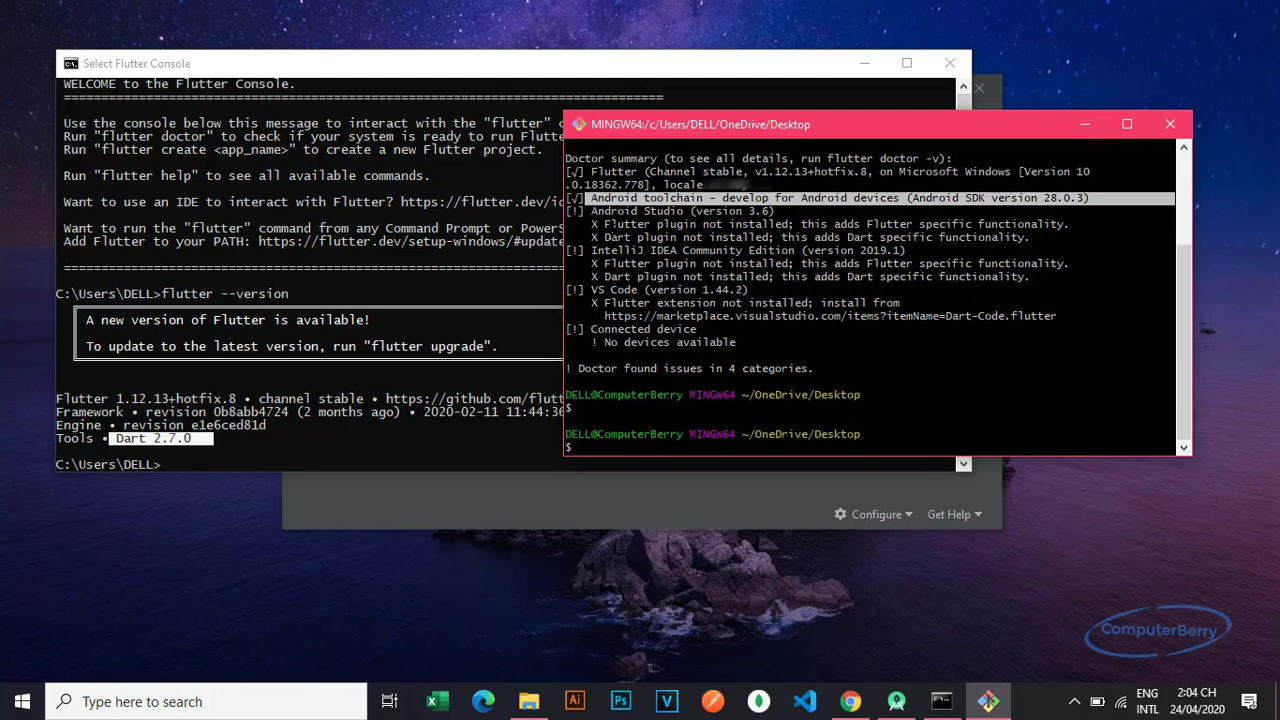 Select Flutter Console
WELCOME to the Flutter Console.
================================================================================
Use the console below this message to interact with the "flutter"
Run "flutter doctor" to check if your system is ready to run
Run "flutter create <app_name>" to create a new Flutter project.
Run "flutter help" to see all available commands.
Want to use an IDE to interact with Flutter? https://flutter.dev/
Want to run the "flutter" command from any Command Prompt or
Add Flutter to your PATH: https://flutter.dev/setup-windows/#update
================================================================================
C:\Users\DELL>flutter --version
A new version of Flutter is available!
To update to the latest version, run "flutter upgrade".
Flutter 1.12.13+hotfix.8 • channel stable • https://github.com/
Framework • revision 0b8abb4724 (2 months ago) • 2020-02-11 11:44:36
Engine • revision e1e6ced81d
Tools • Dart 2.7.0
C:\Users\DELL>
MINGW64:/c/Users/DELL/OneDrive/Desktop
Doctor summary (to see all details, run flutter doctor -v):
[√] Flutter (Channel stable, v1.12.13+hotfix.8, on Microsoft Windows [Version 10
.0.18362.778], locale
[√] Android toolchain - develop for Android devices (Android SDK version 28.0.3)
[!] Android Studio (version 3.6)
X Flutter plugin not installed; this adds Flutter specific functionality.
X Dart plugin not installed; this adds Dart specific functionality.
[!] IntelliJ IDEA Community Edition (version 2019.1)
X Flutter plugin not installed; this adds Flutter specific functionality.
X Dart plugin not installed; this adds Dart specific functionality.
[!] VS Code (version 1.44.2)
X Flutter extension not installed; install from
https://marketplace.visualstudio.com/items?itemName=Dart-Code.flutter
[!] Connected device
! No devices available
! Doctor found issues in 4 categories.
DELL@ComputerBerry MINGW64 ~/OneDrive/Desktop
$
DELL@ComputerBerry MINGW64 ~/OneDrive/Desktop
$
Configure
Get Help
ComputerBerry
Type here to search
Ai
Ps
V
ENG
INTL
2:04 CH
24/04/2020